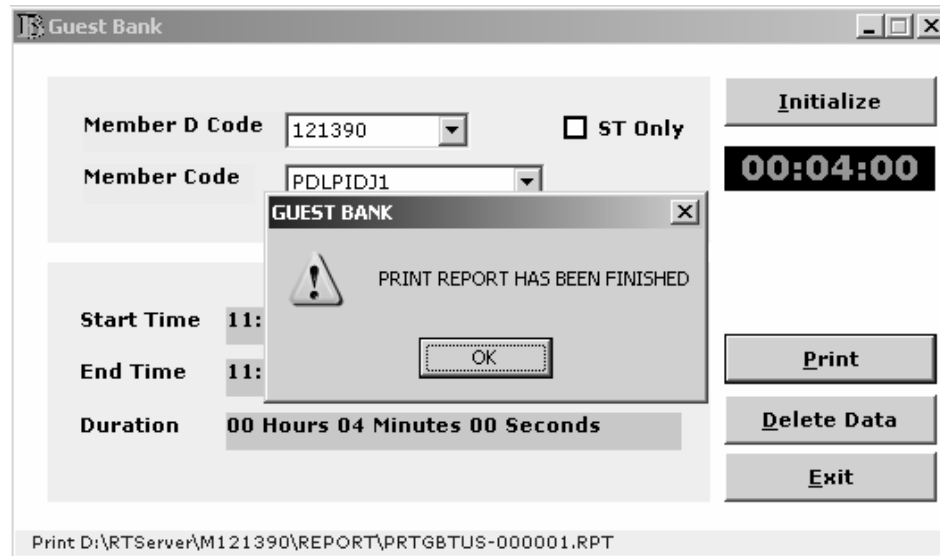 Guest Bank
Member D Code 121390 ST Only
Member Code PDLPIDJ1
Initialize
00:04:00
GUEST BANK
PRINT REPORT HAS BEEN FINISHED
OK
Start Time 11:
End Time 11:
Duration 00 Hours 04 Minutes 00 Seconds
Print
Delete Data
Exit
Print D:\RTServer\M121390\REPORT\PRTGBTUS-000001.RPT